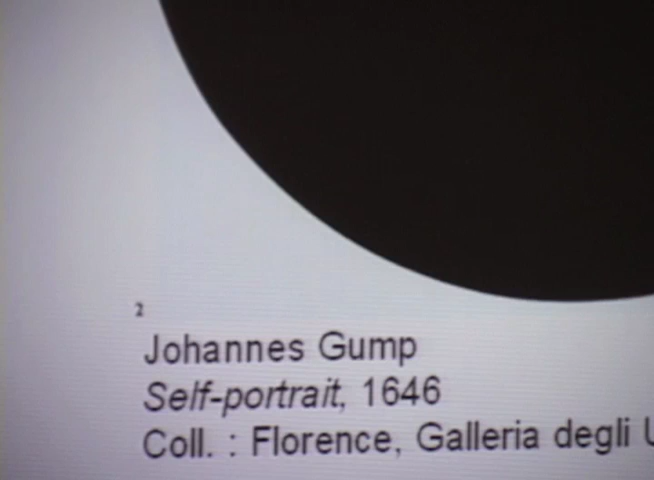 2
Johannes Gump
Self-portrait, 1646
Coll. : Florence, Galleria degli